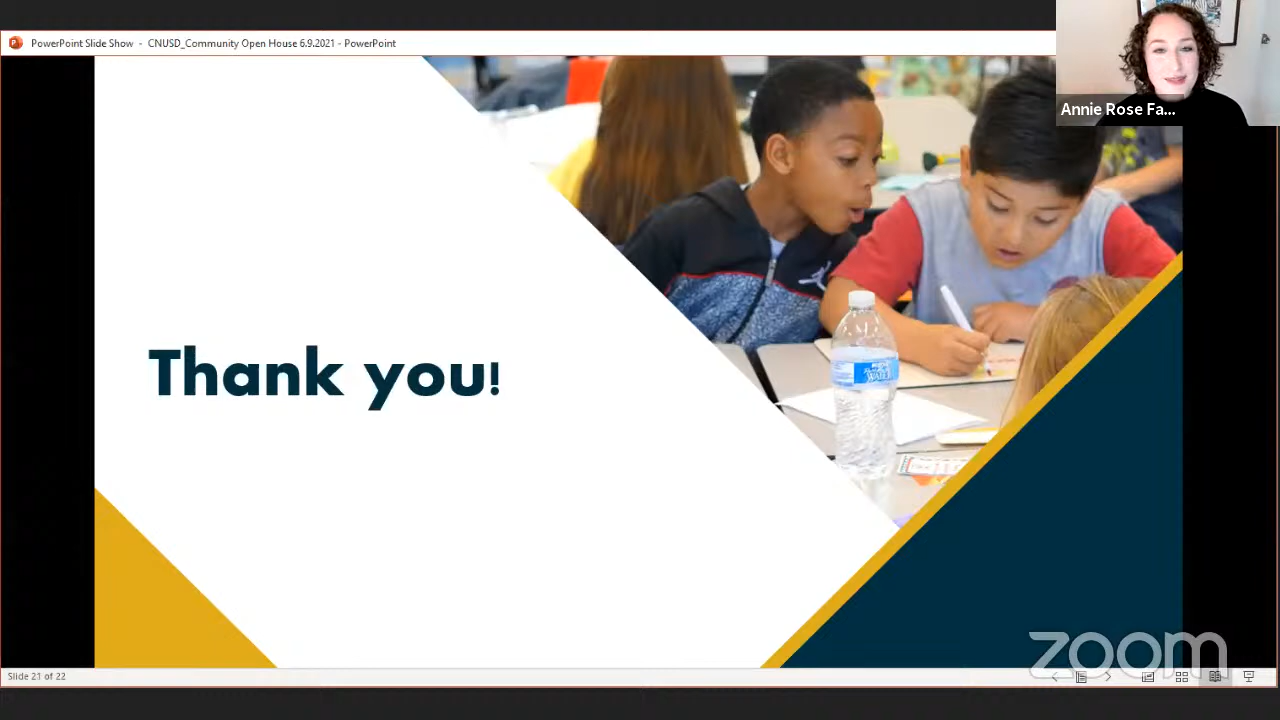 PowerPoint Slide Show - CNUSD_Community Open House 6.9.2021 - PowerPoint
Annie Rose Fa...
Thank you!
WATER
zoom
Slide 21 of 22